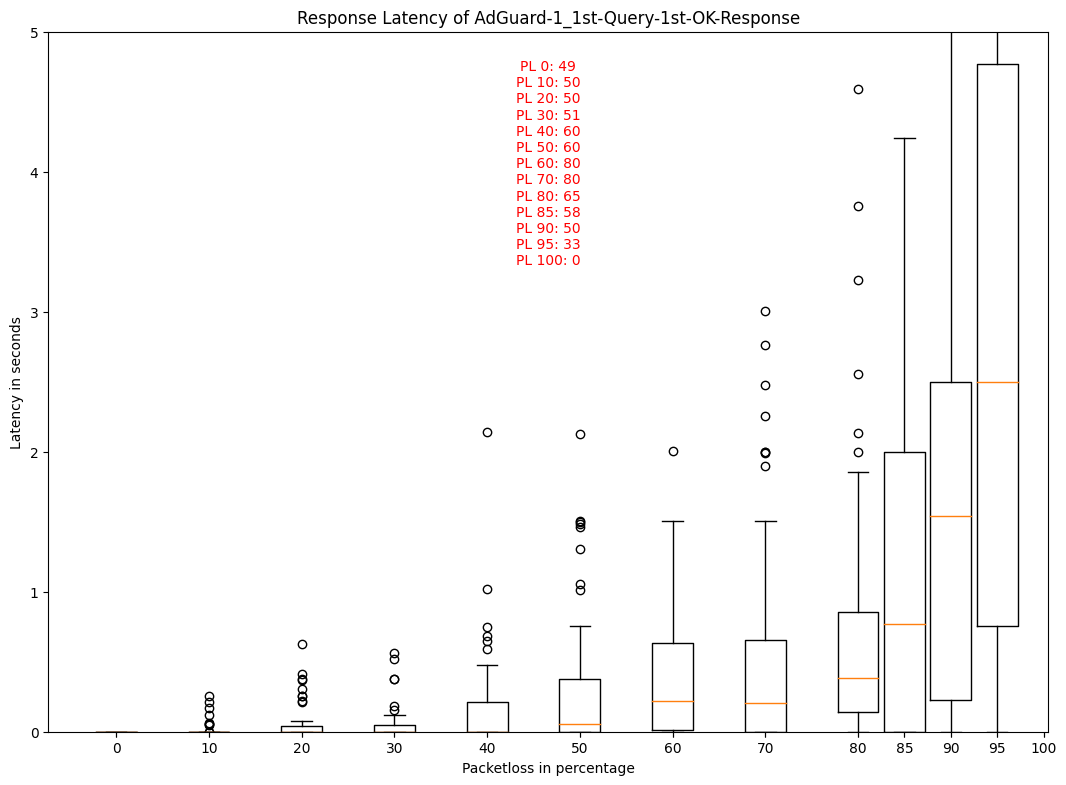 Response Latency of AdGuard-1_1st-Query-1st-OK-Response
5
4
3
2
1
0
Latency in seconds
PL 0: 49
PL 10: 50
PL 20: 50
PL 30: 51
PL 40: 60
PL 50: 60
PL 60: 80
PL 70: 80
PL 80: 65
PL 85: 58
PL 90: 50
PL 95: 33
PL 100: 0
0 10 20 30 40 50 60 70 80 85 90 95 100
Packetloss in percentage